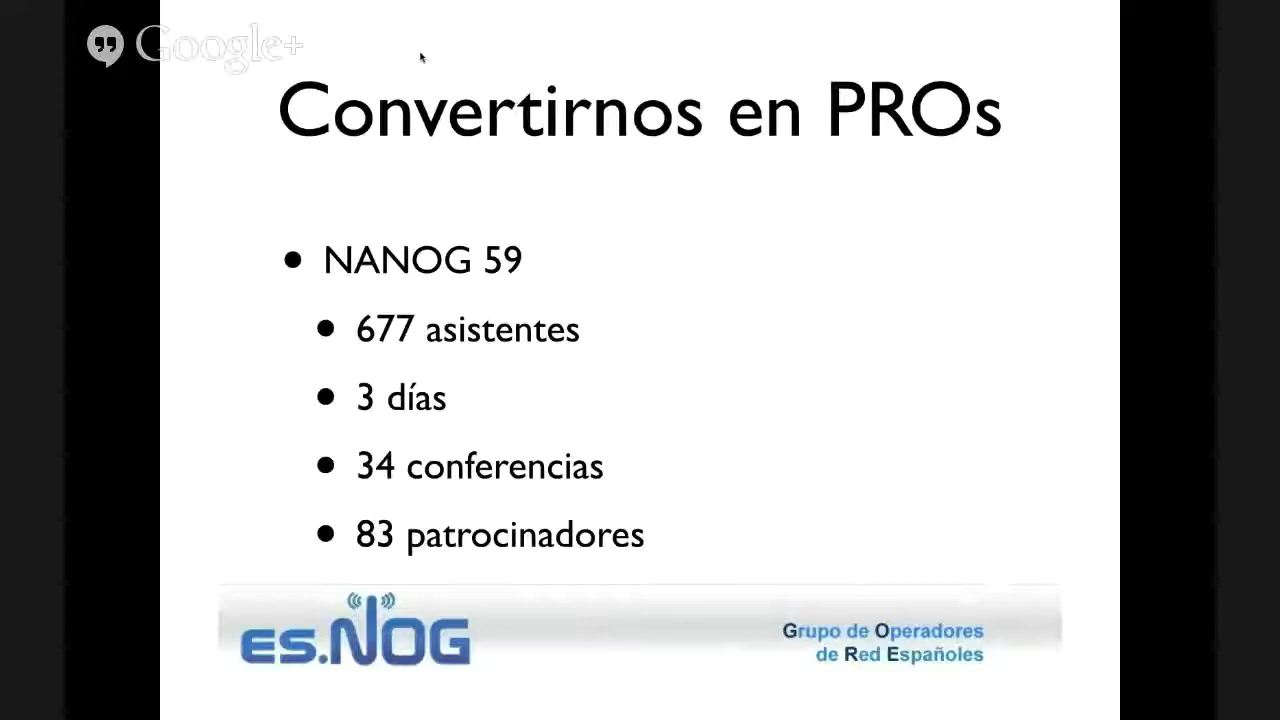 Google+
Convertirnos en PROs
• NANOG 59
• 677 asistentes
• 3 días
• 34 conferencias
• 83 patrocinadores
es.NOG
Grupo de Operadores
de Red Españoles